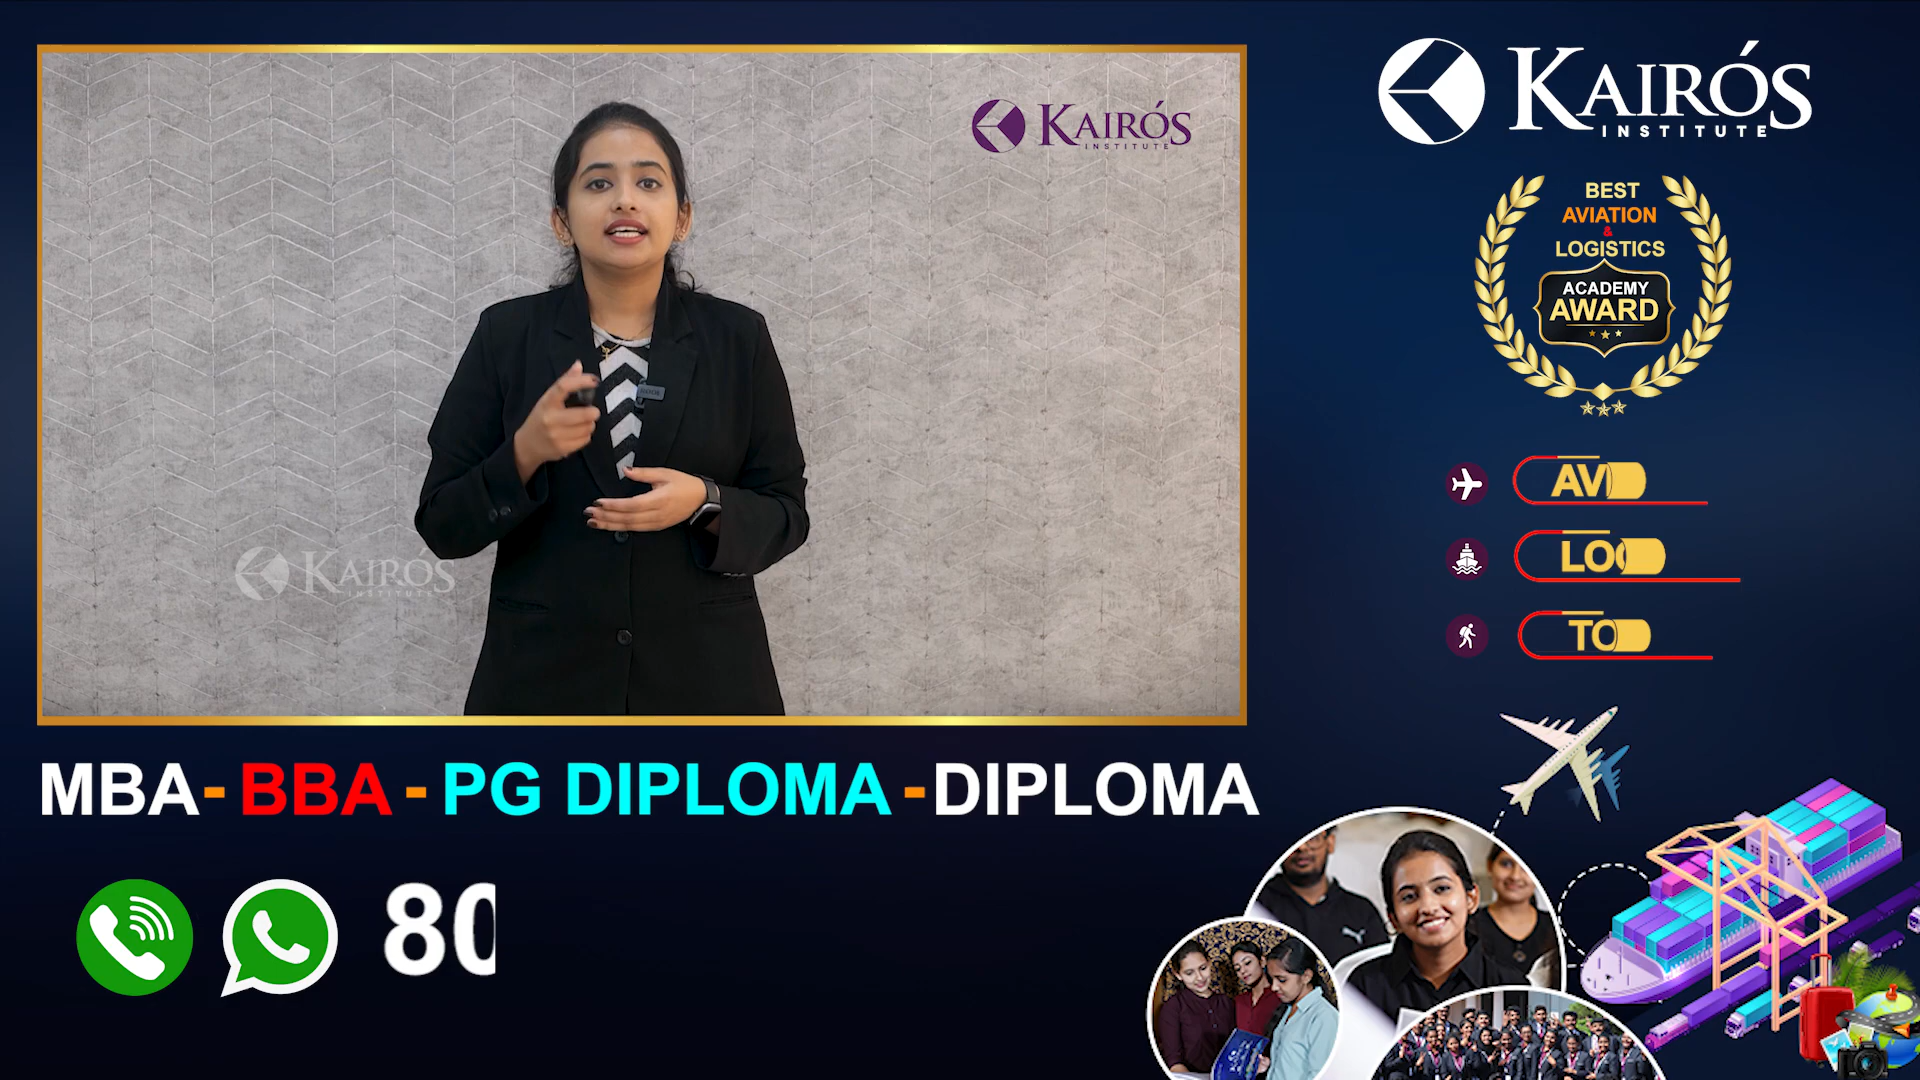 KAIRÓS
INSTITUTE
KAIRÓS
INSTITUTE
KAIRÓS
INSTITUTE
BEST
AVIATION
&
LOGISTICS
ACADEMY
AWARD
AV
LO
TO
MBA - BBA - PG DIPLOMA - DIPLOMA
80